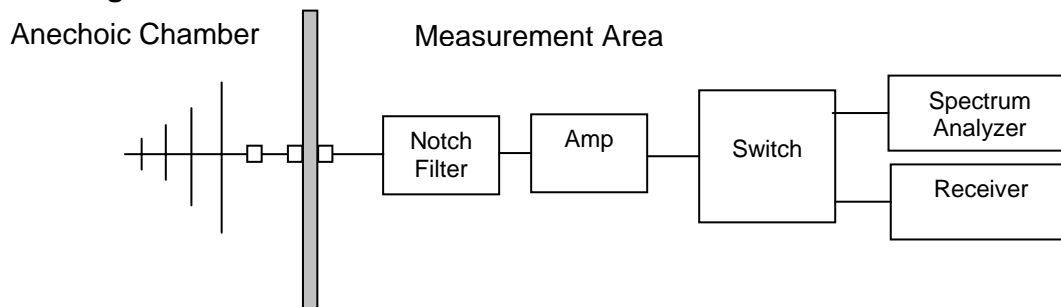 Anechoic Chamber
Measurement Area
Notch
Filter
Amp
Switch
Spectrum
Analyzer
Receiver